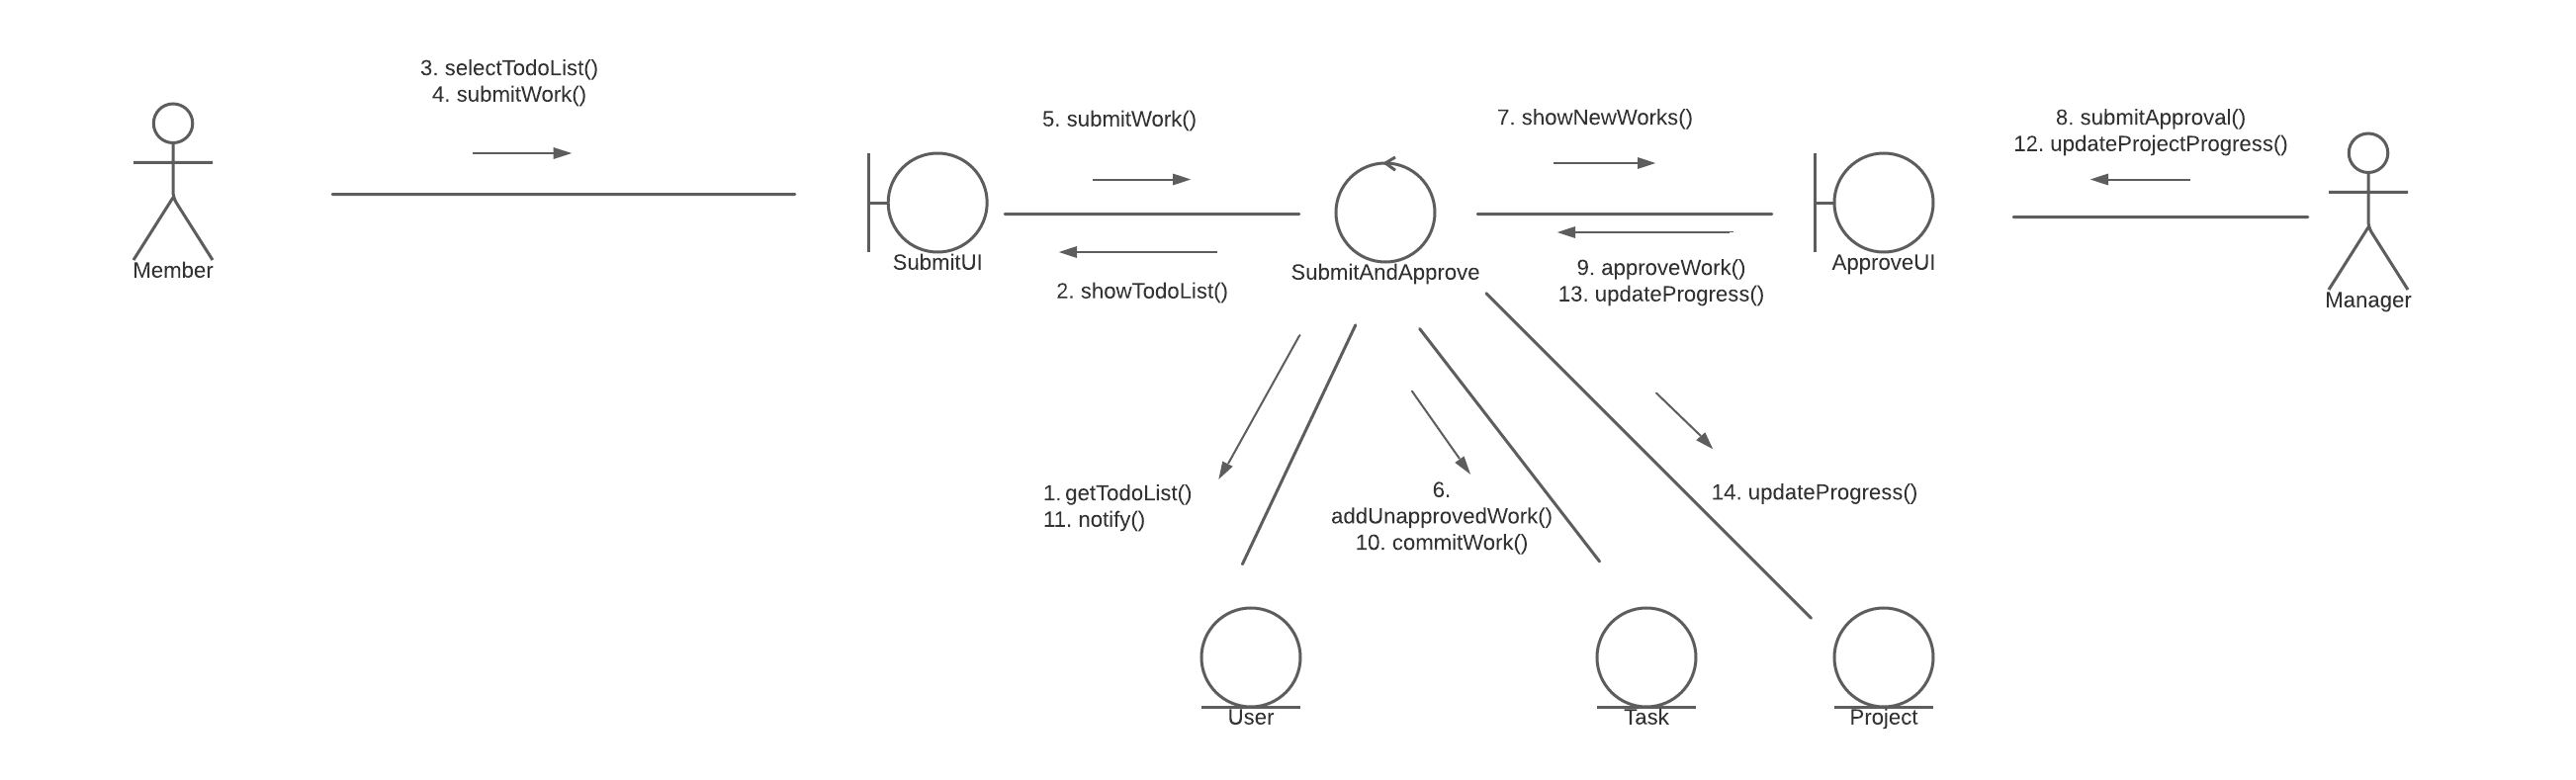 3. selectTodoList()
4. submitWork()
Member
5. submitWork()
SubmitUI
2. showTodoList()
SubmitAndApprove
7. showNewWorks()
9. approveWork()
13. updateProgress()
ApproveUI
8. submitApproval()
12. updateProjectProgress()
Manager
1. getTodoList()
11. notify()
6.
addUnapprovedWork()
10. commitWork()
14. updateProgress()
User
Task
Project